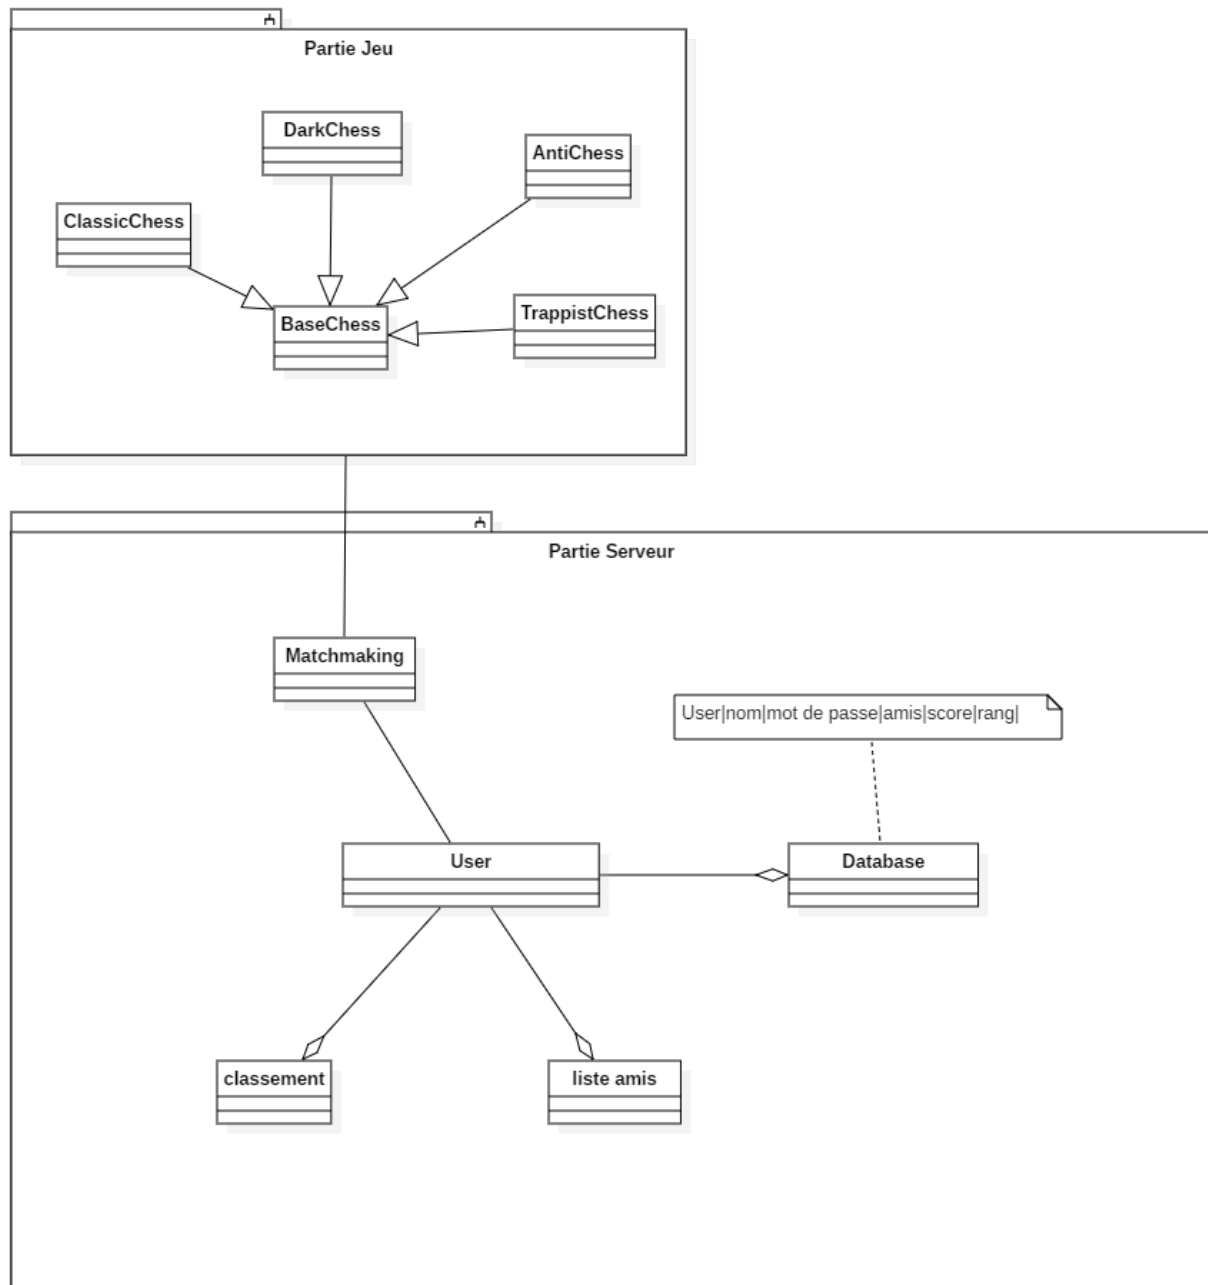 Partie Jeu
DarkChess
AntiChess
ClassicChess
TrappistChess
BaseChess
Partie Serveur
Matchmaking
User|nom|mot de passe|amis|score|rang|
User
Database
classement
liste amis